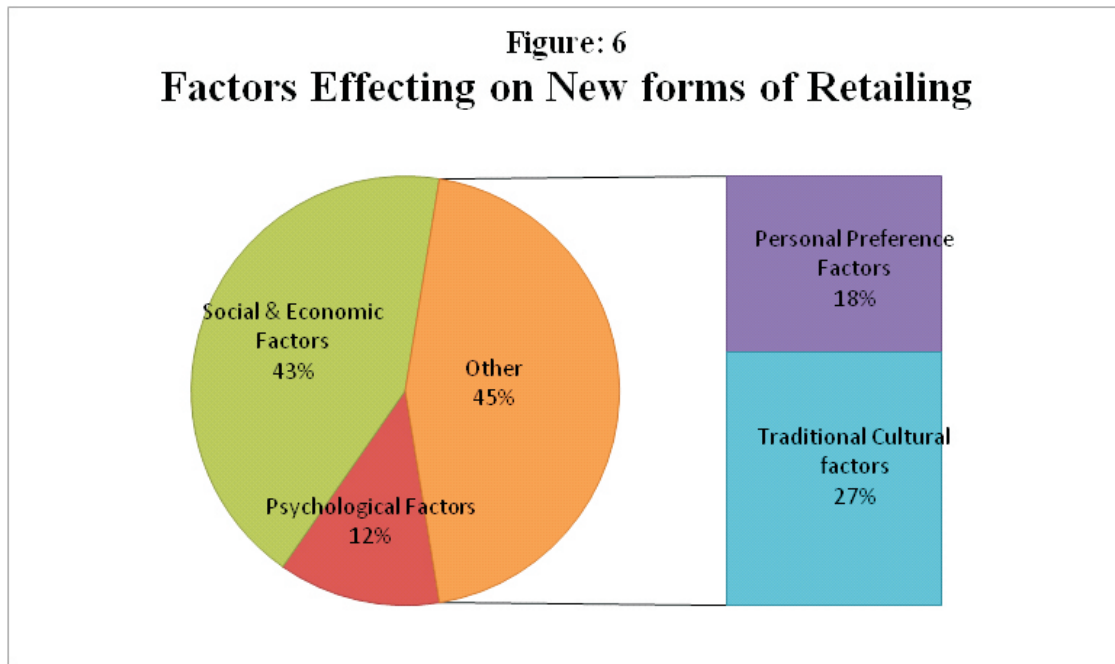 Figure: 6
Factors Effecting on New forms of Retailing
Social & Economic
Factors
43%
Other
45%
Psychological Factors
12%
Personal Preference
Factors
18%
Traditional Cultural
factors
27%